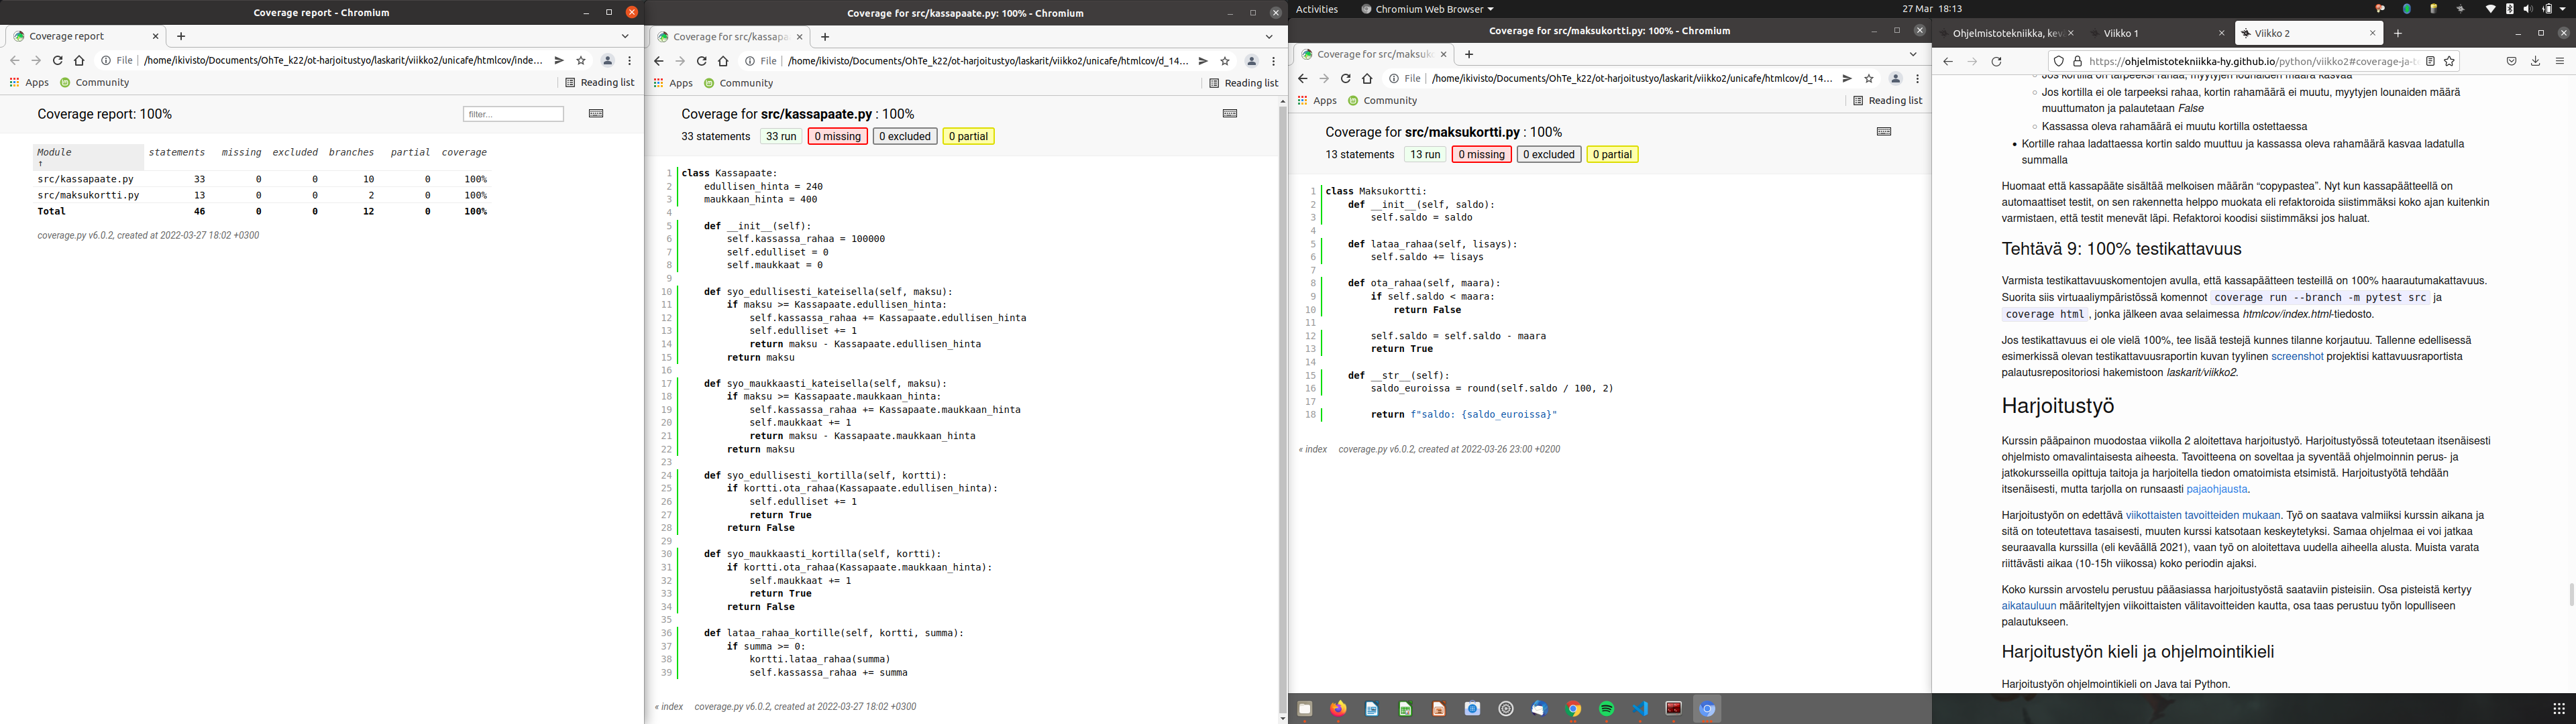 Coverage report - Chromium
Coverage report
File | /home/ikivisto/Documents/OhTe_k22/ot-harjoitustyo/laskarit/viikko2/unicafe/htmlcov/inde...
Apps Community Reading list
Coverage report: 100%
filter...
Module ↑ statements missing excluded branches partial coverage
src/kassapaate.py 33 0 0 10 0 100%
src/maksukortti.py 13 0 0 2 0 100%
Total 46 0 0 12 0 100%
coverage.py v6.0.2, created at 2022-03-27 18:02 +0300
Coverage for src/kassapaate.py: 100% - Chromium
Coverage for src/kassapa
File | /home/ikivisto/Documents/OhTe_k22/ot-harjoitustyo/laskarit/viikko2/unicafe/htmlcov/d_14...
Apps Community Reading list
Coverage for src/kassapaate.py : 100%
33 statements 33 run 0 missing 0 excluded 0 partial
1 class Kassapaate:
2 edullisen_hinta = 240
3 maukkaan_hinta = 400
4
5 def __init__(self):
6 self.kassassa_rahaa = 100000
7 self.edulliset = 0
8 self.maukkaat = 0
9
10 def syo_edullisesti_kateisella(self, maksu):
11 if maksu >= Kassapaate.edullisen_hinta:
12 self.kassassa_rahaa += Kassapaate.edullisen_hinta
13 self.edulliset += 1
14 return maksu - Kassapaate.edullisen_hinta
15 return maksu
16
17 def syo_maukkaasti_kateisella(self, maksu):
18 if maksu >= Kassapaate.maukkaan_hinta:
19 self.kassassa_rahaa += Kassapaate.maukkaan_hinta
20 self.maukkaat += 1
21 return maksu - Kassapaate.maukkaan_hinta
22 return maksu
23
24 def syo_edullisesti_kortilla(self, kortti):
25 if kortti.ota_rahaa(Kassapaate.edullisen_hinta):
26 self.edulliset += 1
27 return True
28 return False
29
30 def syo_maukkaasti_kortilla(self, kortti):
31 if kortti.ota_rahaa(Kassapaate.maukkaan_hinta):
32 self.maukkaat += 1
33 return True
34 return False
35
36 def lataa_rahaa_kortille(self, kortti, summa):
37 if summa >= 0:
38 kortti.lataa_rahaa(summa)
39 self.kassassa_rahaa += summa
« index coverage.py v6.0.2, created at 2022-03-27 18:02 +0300
Activities Chromium Web Browser 27 Mar 18:13
Coverage for src/maksukortti.py: 100% - Chromium
Coverage for src/maksuk
File | /home/ikivisto/Documents/OhTe_k22/ot-harjoitustyo/laskarit/viikko2/unicafe/htmlcov/d_14...
Apps Community Reading list
Coverage for src/maksukortti.py : 100%
13 statements 13 run 0 missing 0 excluded 0 partial
1 class Maksukortti:
2 def __init__(self, saldo):
3 self.saldo = saldo
4
5 def lataa_rahaa(self, lisays):
6 self.saldo += lisays
7
8 def ota_rahaa(self, maara):
9 if self.saldo < maara:
10 return False
11
12 self.saldo = self.saldo - maara
13 return True
14
15 def __str__(self):
16 saldo_euroissa = round(self.saldo / 100, 2)
17
18 return f"saldo: {saldo_euroissa}"
« index coverage.py v6.0.2, created at 2022-03-26 23:00 +0200
Ohjelmistotekniikka, kev Viikko 1 Viikko 2
https://ohjelmistotekniikka-hy.github.io/python/viikko2#coverage-ja-t
Jos kortilla on tarpeeksi rahaa, myytyjen lounaiden määrä kasvaa
Jos kortilla ei ole tarpeeksi rahaa, kortin rahamäärä ei muutu, myytyjen lounaiden määrä
muuttumaton ja palautetaan False
Kassassa oleva rahamäärä ei muutu kortilla ostettaessa
Kortille rahaa ladattaessa kortin saldo muuttuu ja kassassa oleva rahamäärä kasvaa ladatulla
summalla
Huomaat että kassapääte sisältää melkoisen määrän “copypastea”. Nyt kun kassapäätteellä on
automaattiset testit, on sen rakennetta helppo muokata eli refaktoroida siistimmäksi koko ajan kuitenkin
varmistaen, että testit menevät läpi. Refaktoroi koodisi siistimmäksi jos haluat.
Tehtävä 9: 100% testikattavuus
Varmista testikattavuuskomentojen avulla, että kassapäätteen testeillä on 100% haarautumakattavuus.
Suorita siis virtuaaliympäristössä komennot coverage run --branch -m pytest src ja
coverage html, jonka jälkeen avaa selaimessa htmlcov/index.html-tiedosto.
Jos testikattavuus ei ole vielä 100%, tee lisää testejä kunnes tilanne korjautuu. Tallenne edellisessä
esimerkissä olevan testikattavuusraportin kuvan tyylinen screenshot projektisi kattavuusraportista
palautusrepositoriosi hakemistoon laskarit/viikko2.
Harjoitustyö
Kurssin pääpainon muodostaa viikolla 2 aloitettava harjoitustyö. Harjoitustyössä toteutetaan itsenäisesti
ohjelmisto omavalintaisesta aiheesta. Tavoitteena on soveltaa ja syventää ohjelmoinnin perus- ja
jatkokursseilla opittuja taitoja ja harjoitella tiedon omatoimista etsimistä. Harjoitustyötä tehdään
itsenäisesti, mutta tarjolla on runsaasti pajaohjausta.
Harjoitustyön on edettävä viikottaisten tavoitteiden mukaan. Työ on saatava valmiiksi kurssin aikana ja
sitä on toteutettava tasaisesti, muuten kurssi katsotaan keskeytetyksi. Samaa ohjelmaa ei voi jatkaa
seuraavalla kurssilla (eli keväällä 2021), vaan työ on aloitettava uudella aiheella alusta. Muista varata
riittävästi aikaa (10-15h viikossa) koko periodin ajaksi.
Koko kurssin arvostelu perustuu pääasiassa harjoitustyöstä saataviin pisteisiin. Osa pisteistä kertyy
aikatauluun määriteltyjen viikoittaisten välitavoitteiden kautta, osa taas perustuu työn lopulliseen
palautukseen.
Harjoitustyön kieli ja ohjelmointikieli
Harjoitustyön ohjelmointikieli on Java tai Python.